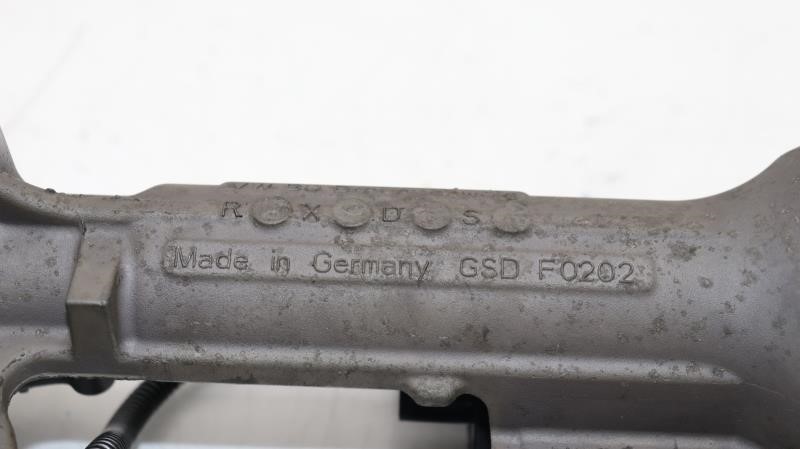 R X D S
Made in Germany GSD F0202